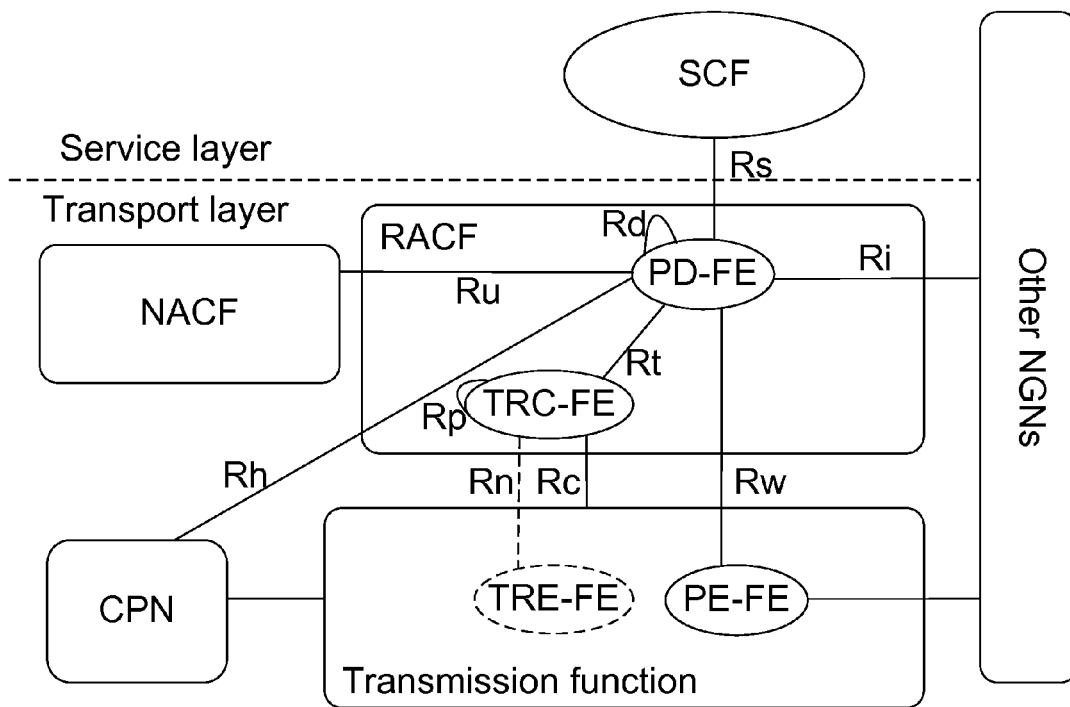 SCF
Service layer
Rs
Transport layer
RACF
Rd
PD-FE
Ri
NACF
Ru
Other NGNs
Rt
TRC-FE
Rp
Rh
Rn
Rc
Rw
CPN
TRE-FE
PE-FE
Transmission function